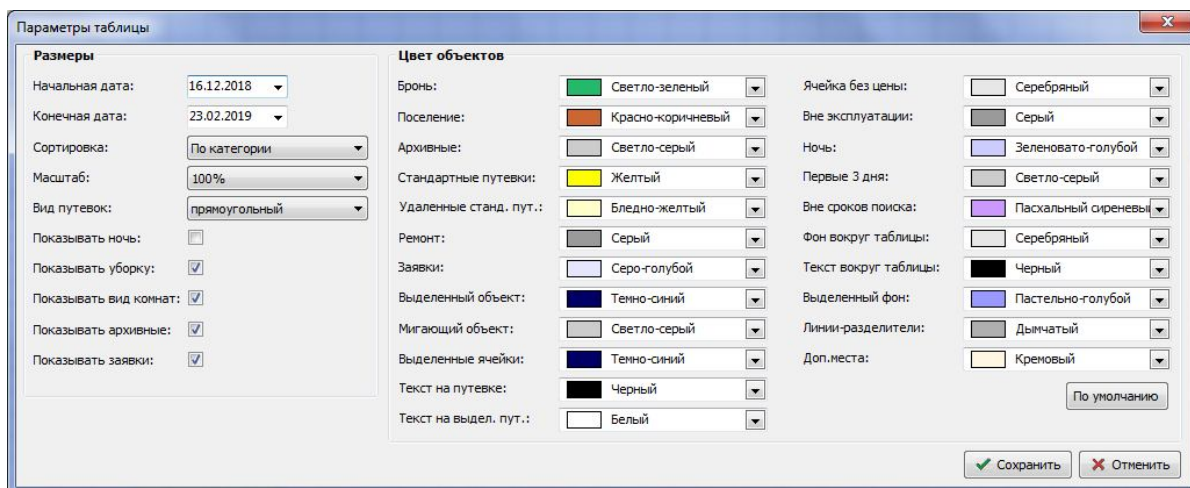 Параметры таблицы
Размеры
Начальная дата: 16.12.2018
Конечная дата: 23.02.2019
Сортировка: По категории
Масштаб: 100%
Вид путевок: прямоугольный
Показывать ночь:
Показывать уборку:
Показывать вид комнат:
Показывать архивные:
Показывать заявки:
Цвет объектов
Бронь: Светло-зеленый
Поселение: Красно-коричневый
Архивные: Светло-серый
Стандартные путевки: Желтый
Удаленные станд. пут.: Бледно-желтый
Ремонт: Серый
Заявки: Серо-голубой
Выделенный объект: Темно-синий
Мигающий объект: Светло-серый
Выделенные ячейки: Темно-синий
Текст на путевке: Черный
Текст на выдел. пут.: Белый
Ячейка без цены: Серебряный
Вне эксплуатации: Серый
Ночь: Зеленовато-голубой
Первые 3 дня: Светло-серый
Вне сроков поиска: Пасхальный сиреневы
Фон вокруг таблицы: Серебряный
Текст вокруг таблицы: Черный
Выделенный фон: Пастельно-голубой
Линии-разделители: Дымчатый
Доп.места: Кремовый
По умолчанию
Сохранить Отменить